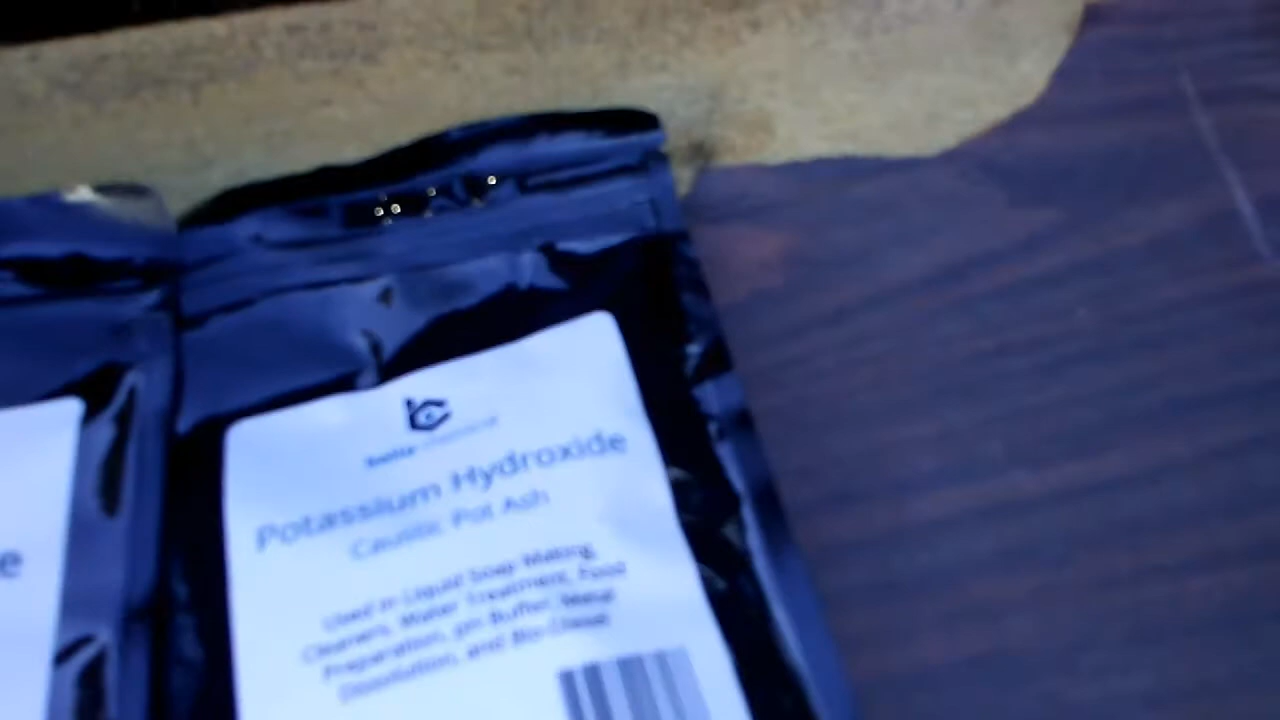 Potassium Hydroxide
Caustic Pot Ash
Used in Liquid Soap Making,
Cleaners, Water Treatment, Food
Preparation, pH Buffer, Metal
Dissolution, and Bio-Diesel
e